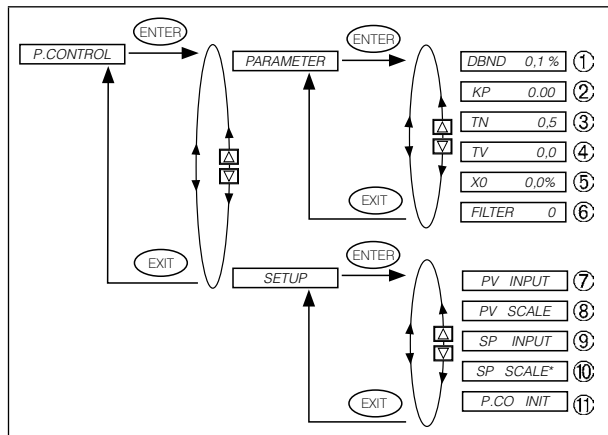 ENTER
P.CONTROL
ENTER
PARAMETER
DBND 0,1 % ①
KP 0.00 ②
TN 0,5 ③
TV 0,0 ④
X0 0,0% ⑤
FILTER 0 ⑥
EXIT
EXIT
ENTER
SETUP
PV INPUT ⑦
PV SCALE ⑧
SP INPUT ⑨
SP SCALE* ⑩
P.CO INIT ⑪
EXIT